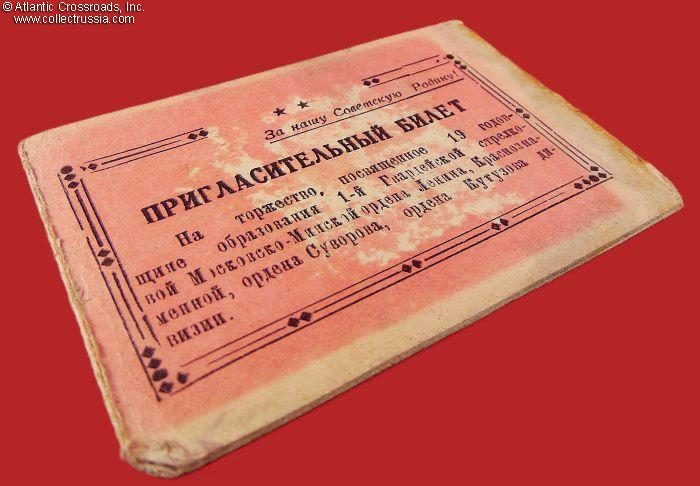 © Atlantic Crossroads, Inc.
www.collectrussia.com
За нашу Советскую Родину!
ПРИГЛАСИТЕЛЬНЫЙ БИЛЕТ
На торжество, посвященное 19 годов-
щине образования 1-й Гвардейской стрелко-
вой Московско-Минской ордена Ленина, Краснозна-
менной, ордена Суворова, ордена Кутузова ди-
визии.